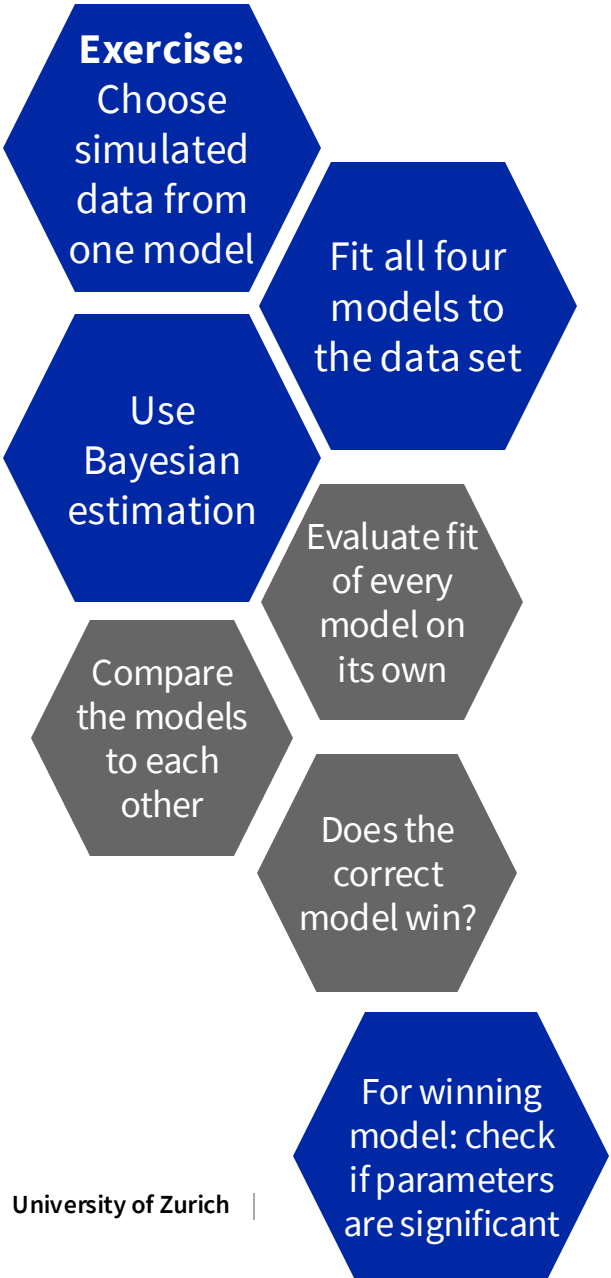 Exercise:
Choose
simulated
data from
one model
Fit all four
models to
the data set
Use
Bayesian
estimation
Evaluate fit
of every
model on
its own
Compare
the models
to each
other
Does the
correct
model win?
For winning
model: check
if parameters
are significant
University of Zurich |